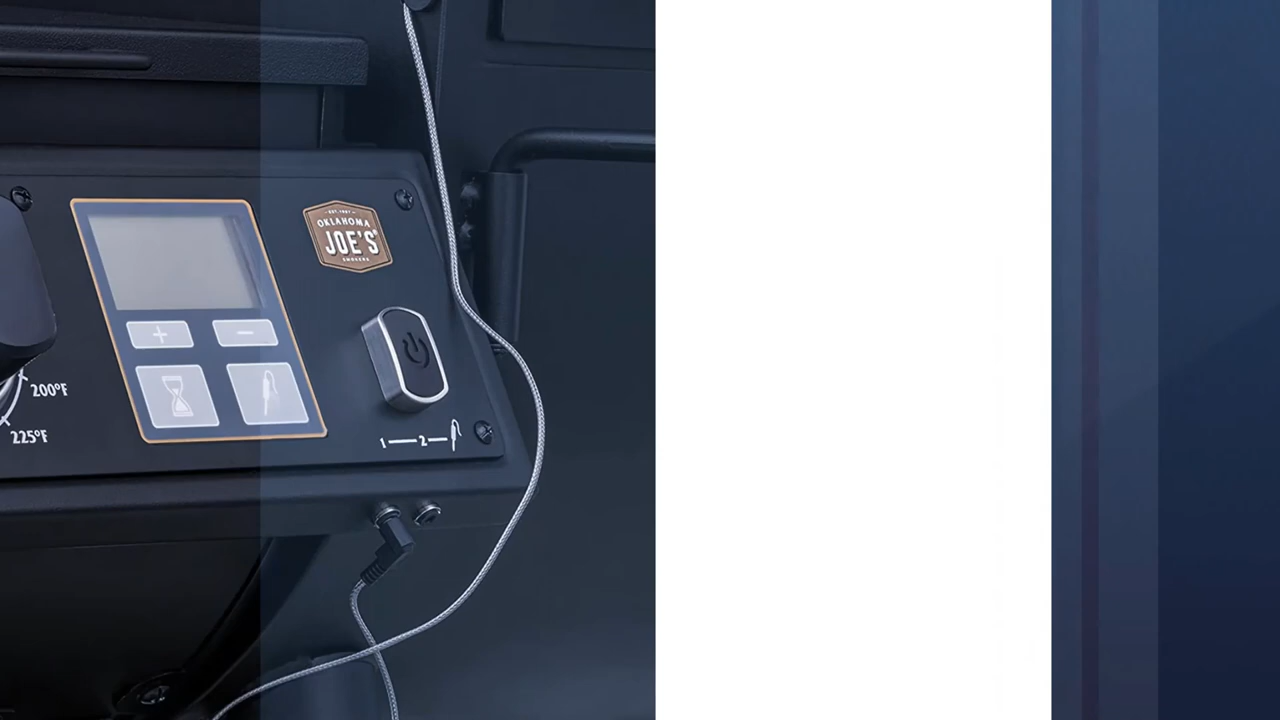 EST. 1987
OKLAHOMA
JOE'S®
SMOKERS
+ −
200°F
225°F
1 — 2 —